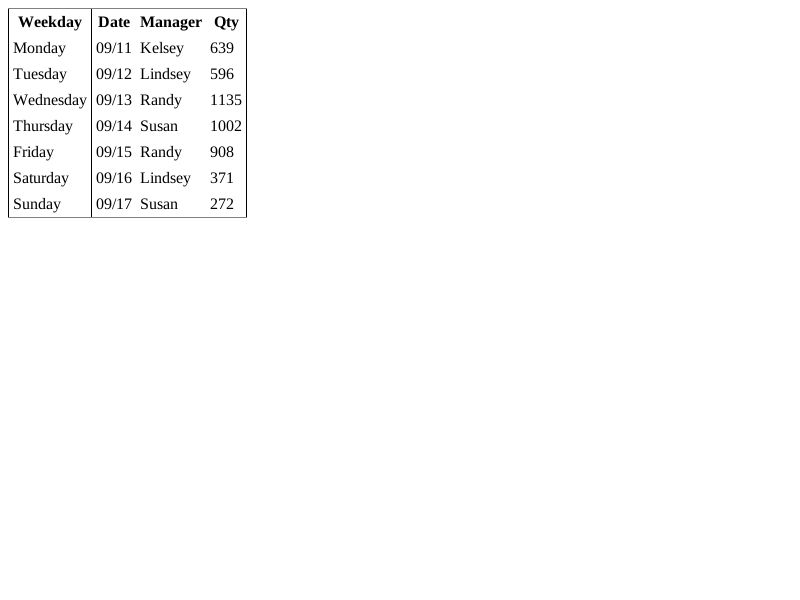 Weekday Date Manager Qty
Monday 09/11 Kelsey 639
Tuesday 09/12 Lindsey 596
Wednesday 09/13 Randy 1135
Thursday 09/14 Susan 1002
Friday 09/15 Randy 908
Saturday 09/16 Lindsey 371
Sunday 09/17 Susan 272